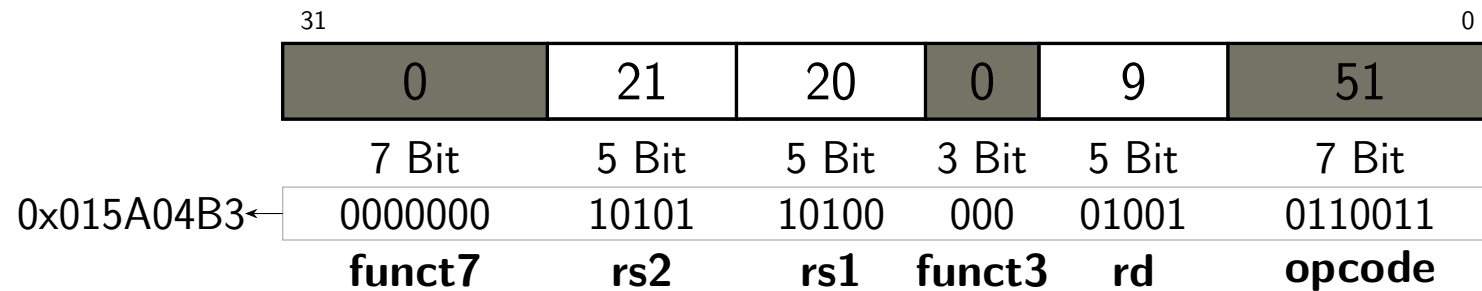 31 0
0 21 20 0 9 51
7 Bit 5 Bit 5 Bit 3 Bit 5 Bit 7 Bit
0x015A04B3 0000000 10101 10100 000 01001 0110011
funct7 rs2 rs1 funct3 rd opcode